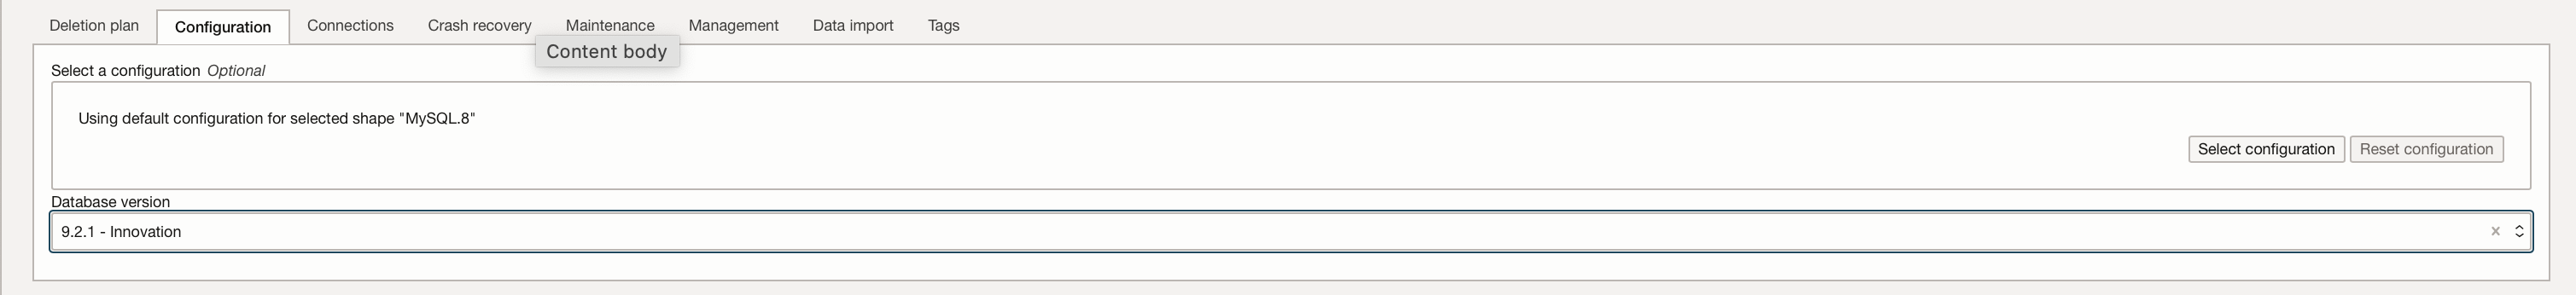 Deletion plan Configuration Connections Crash recovery Maintenance Management Data import Tags
Content body
Select a configuration Optional
Using default configuration for selected shape "MySQL.8"
Select configuration Reset configuration
Database version
9.2.1 - Innovation